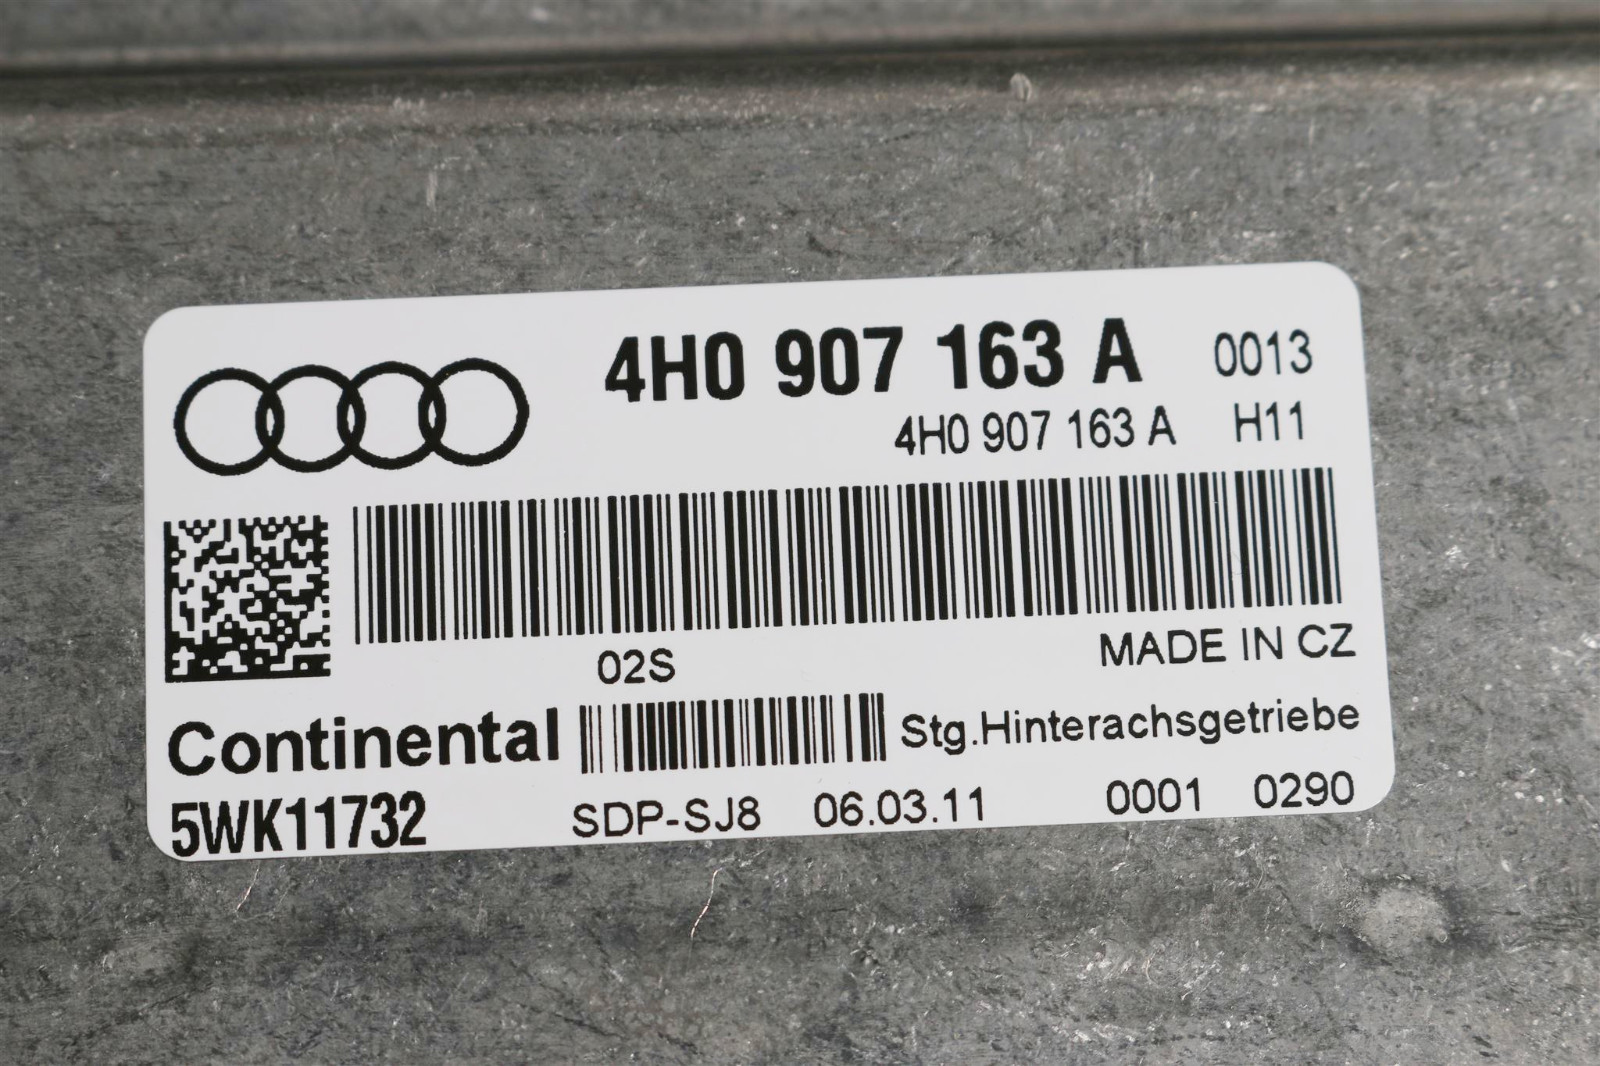 4H0 907 163 A 0013
4H0 907 163 A H11
02S
MADE IN CZ
Continental
Stg.Hinterachsgetriebe
5WK11732 SDP-SJ8 06.03.11 0001 0290